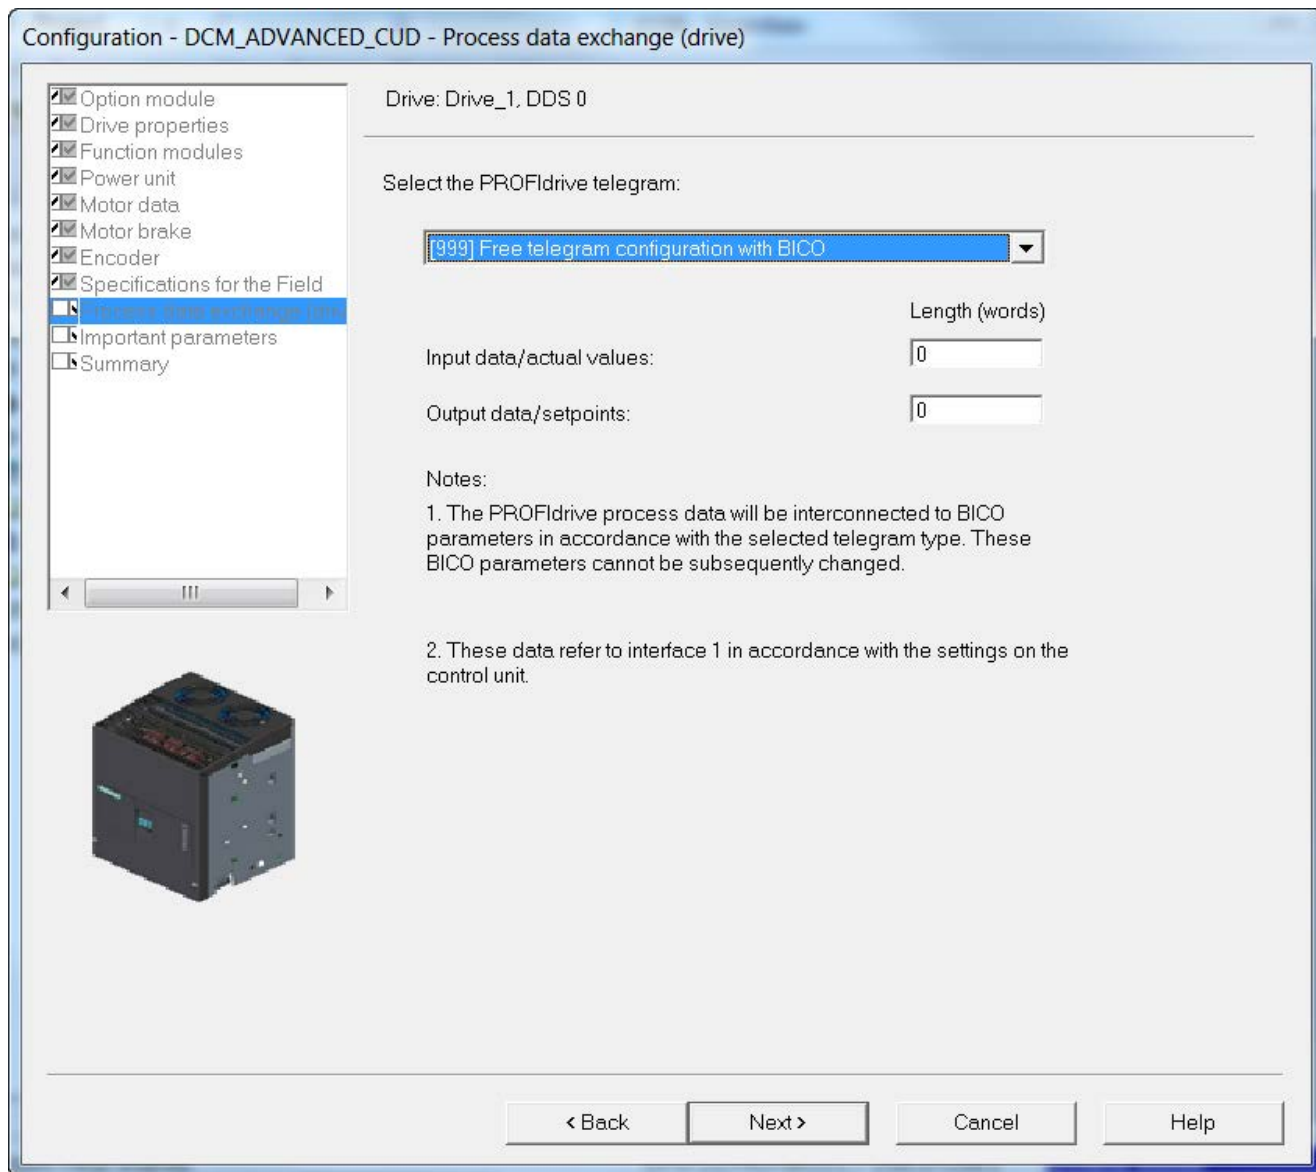 Configuration - DCM_ADVANCED_CUD - Process data exchange (drive)
Option module
Drive properties
Function modules
Power unit
Motor data
Motor brake
Encoder
Specifications for the Field
Process data exchange (driv
Important parameters
Summary
Drive: Drive_1, DDS 0
Select the PROFIdrive telegram:
[999] Free telegram configuration with BICO
Length (words)
Input data/actual values:
0
Output data/setpoints:
0
Notes:
1. The PROFIdrive process data will be interconnected to BICO
parameters in accordance with the selected telegram type. These
BICO parameters cannot be subsequently changed.
2. These data refer to interface 1 in accordance with the settings on the
control unit.
< Back
Next >
Cancel
Help